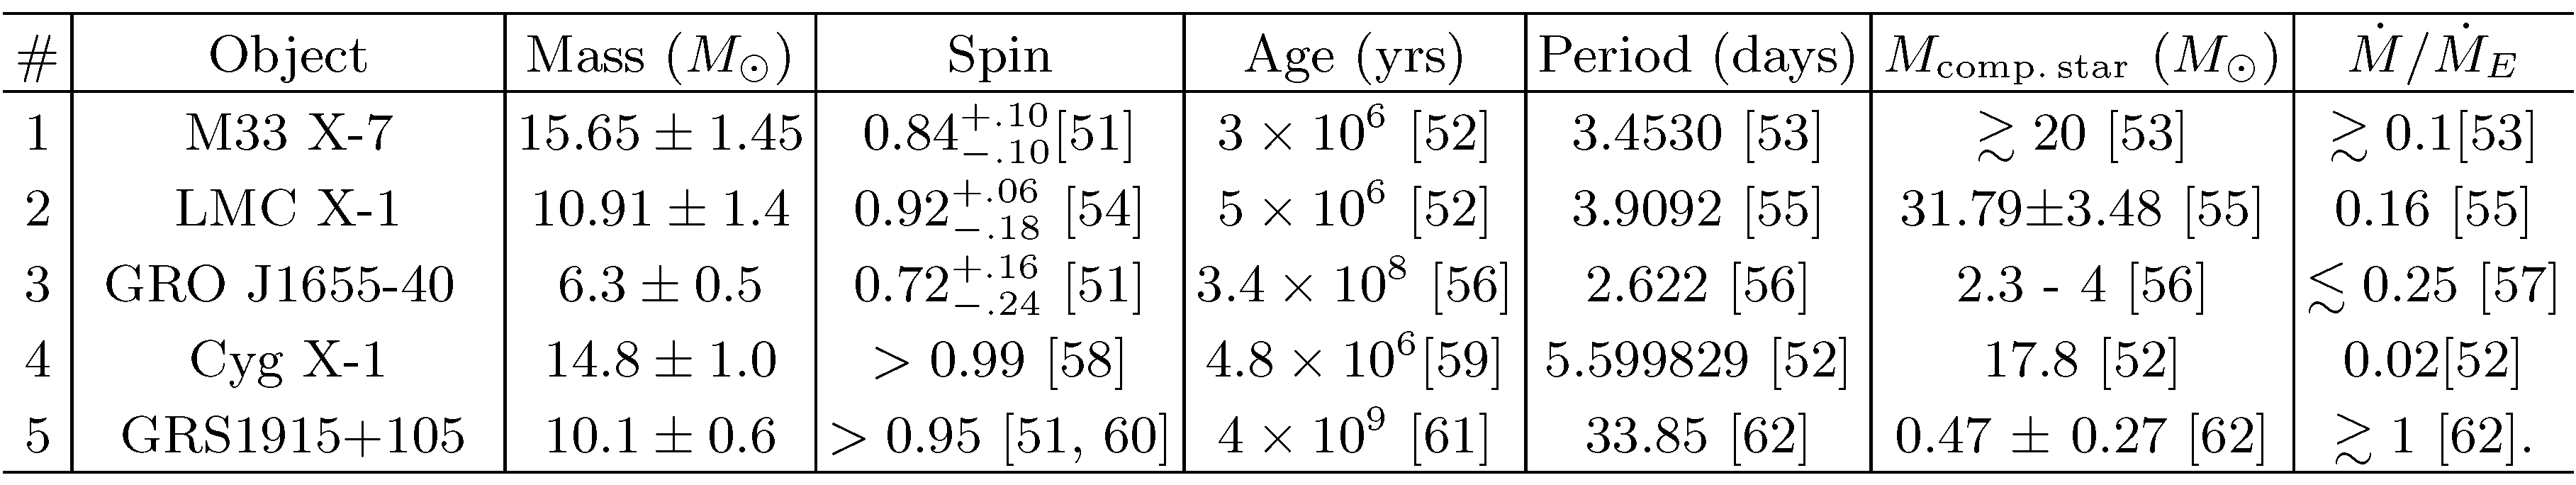 # Object Mass (M☉) Spin Age (yrs) Period (days) M_comp. star (M☉) Ṁ/Ṁ_E
1 M33 X-7 15.65 ± 1.45 0.84^{+.10}_{−.10}[51] 3 × 10^6 [52] 3.4530 [53] ≳ 20 [53] ≳ 0.1[53]
2 LMC X-1 10.91 ± 1.4 0.92^{+.06}_{−.18} [54] 5 × 10^6 [52] 3.9092 [55] 31.79±3.48 [55] 0.16 [55]
3 GRO J1655-40 6.3 ± 0.5 0.72^{+.16}_{−.24} [51] 3.4 × 10^8 [56] 2.622 [56] 2.3 - 4 [56] ≲ 0.25 [57]
4 Cyg X-1 14.8 ± 1.0 > 0.99 [58] 4.8 × 10^6[59] 5.599829 [52] 17.8 [52] 0.02[52]
5 GRS1915+105 10.1 ± 0.6 > 0.95 [51, 60] 4 × 10^9 [61] 33.85 [62] 0.47 ± 0.27 [62] ≳ 1 [62].